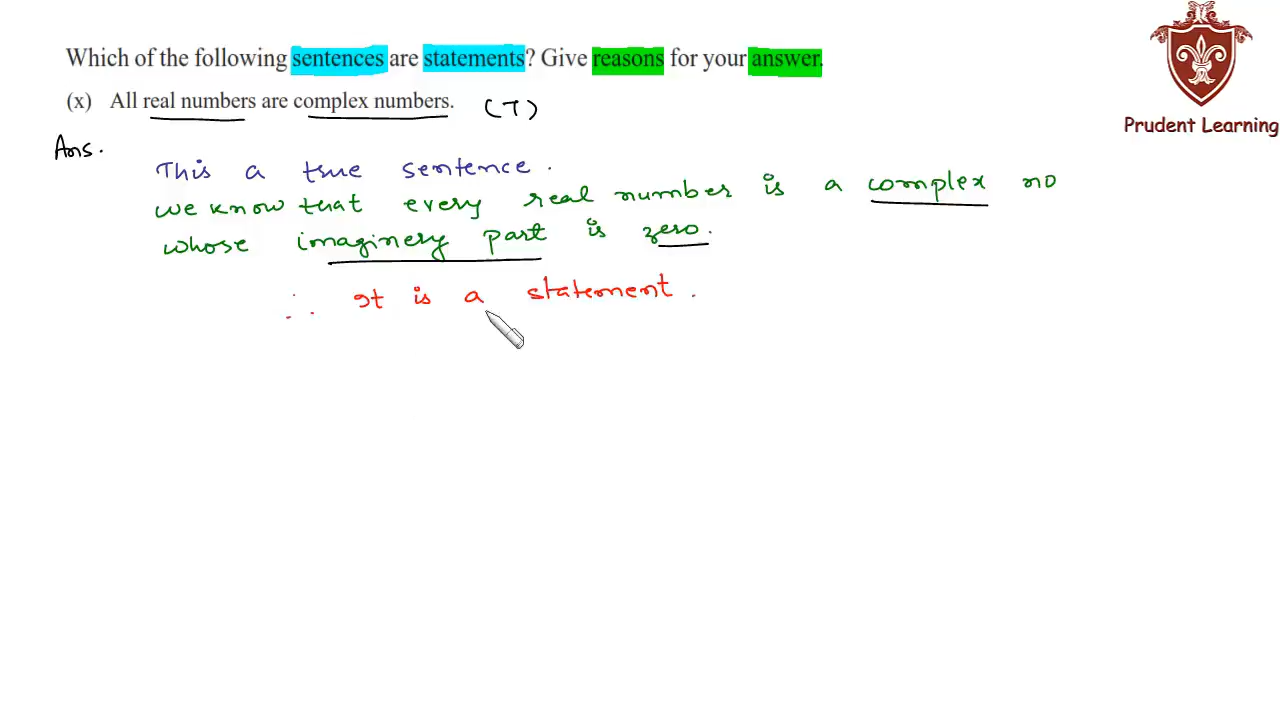 Which of the following sentences are statements? Give reasons for your answer.
(x) All real numbers are complex numbers. (T)
Prudent Learning
Ans.
This a true sentence.
We know that every real number is a complex no
whose imaginery part is zero.
∴ It is a statement.